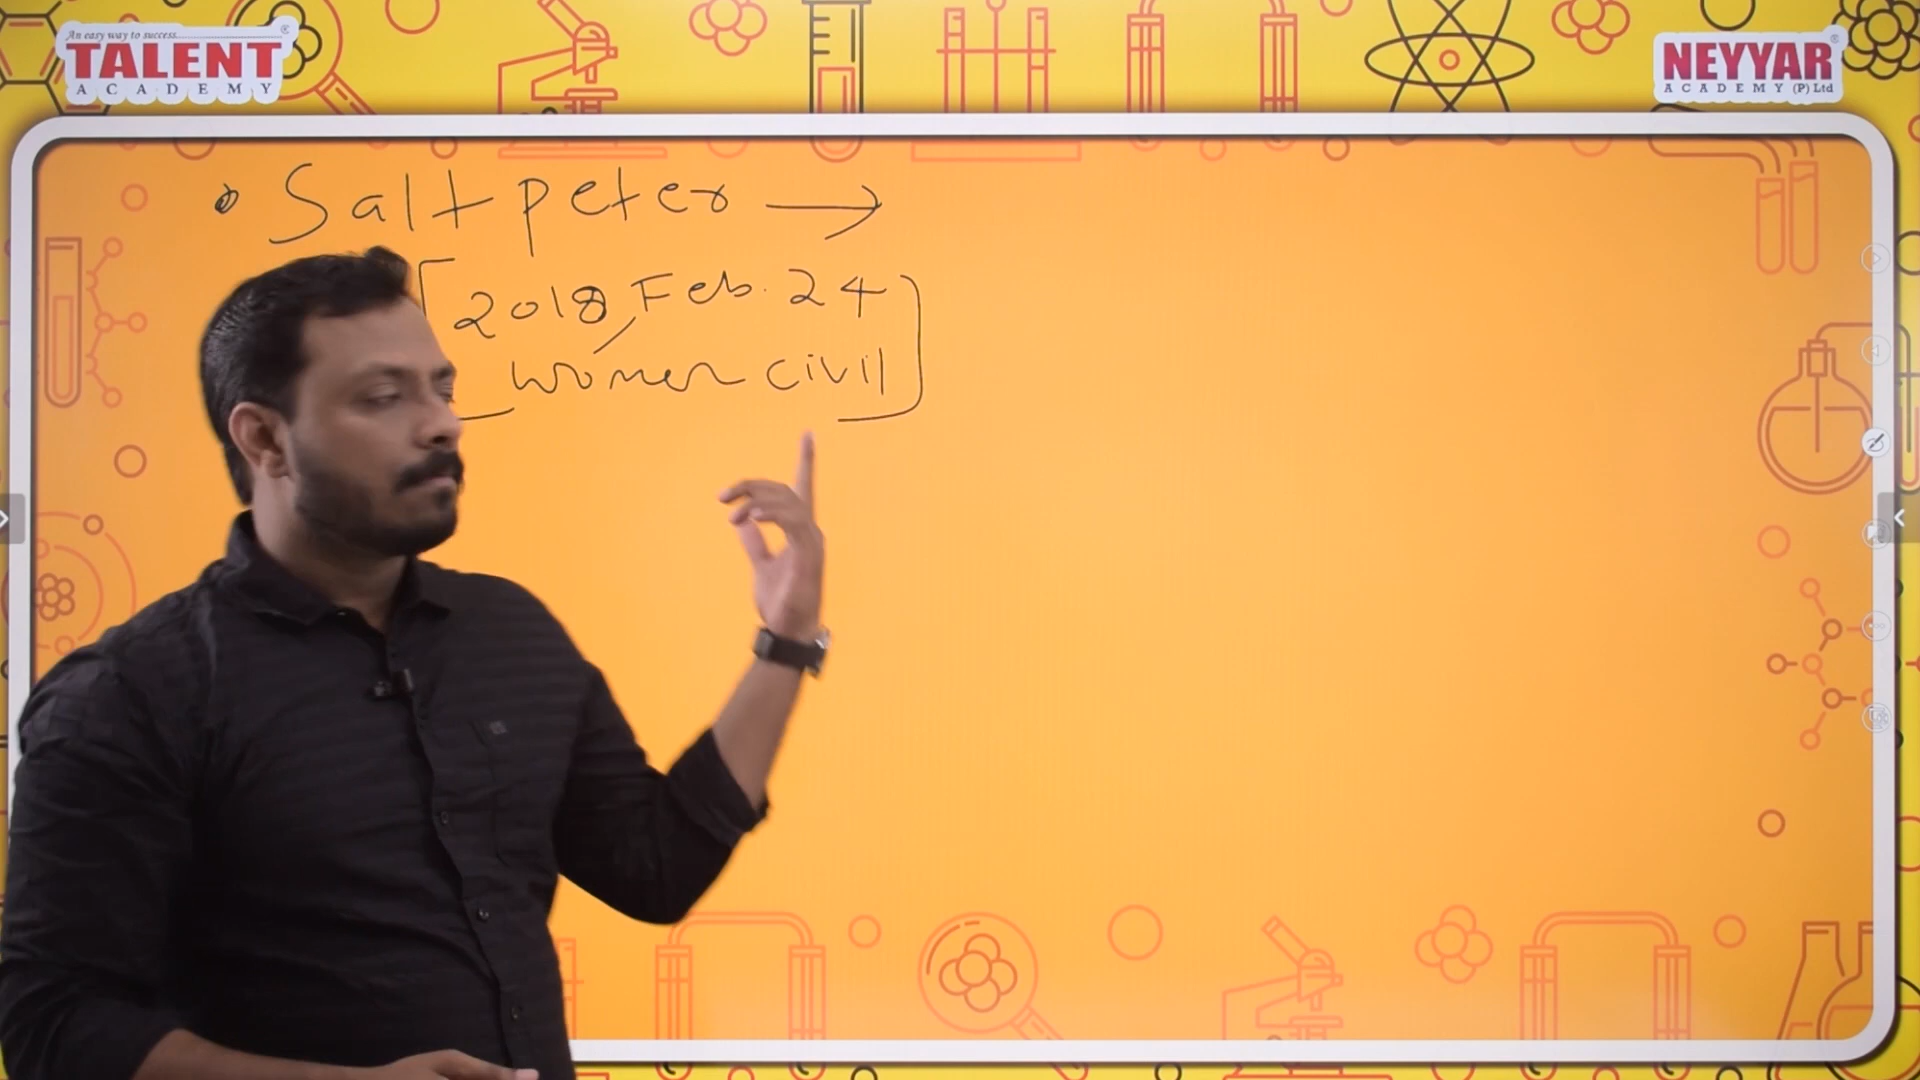 An easy way to success
TALENT
ACADEMY
NEYYAR
ACADEMY (P) Ltd
• Saltpeter →
[2018, Feb. 24
women civil]